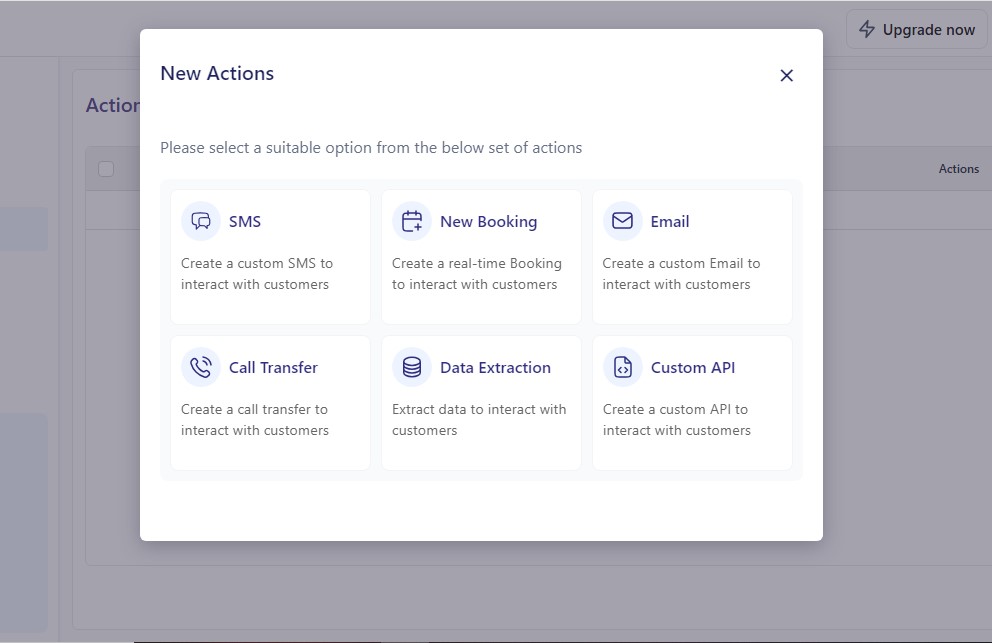 Upgrade now
New Actions
Action
Please select a suitable option from the below set of actions
Actions
SMS
Create a custom SMS to
interact with customers
New Booking
Create a real-time Booking
to interact with customers
Email
Create a custom Email to
interact with customers
Call Transfer
Create a call transfer to
interact with customers
Data Extraction
Extract data to interact with
customers
Custom API
Create a custom API to
interact with customers